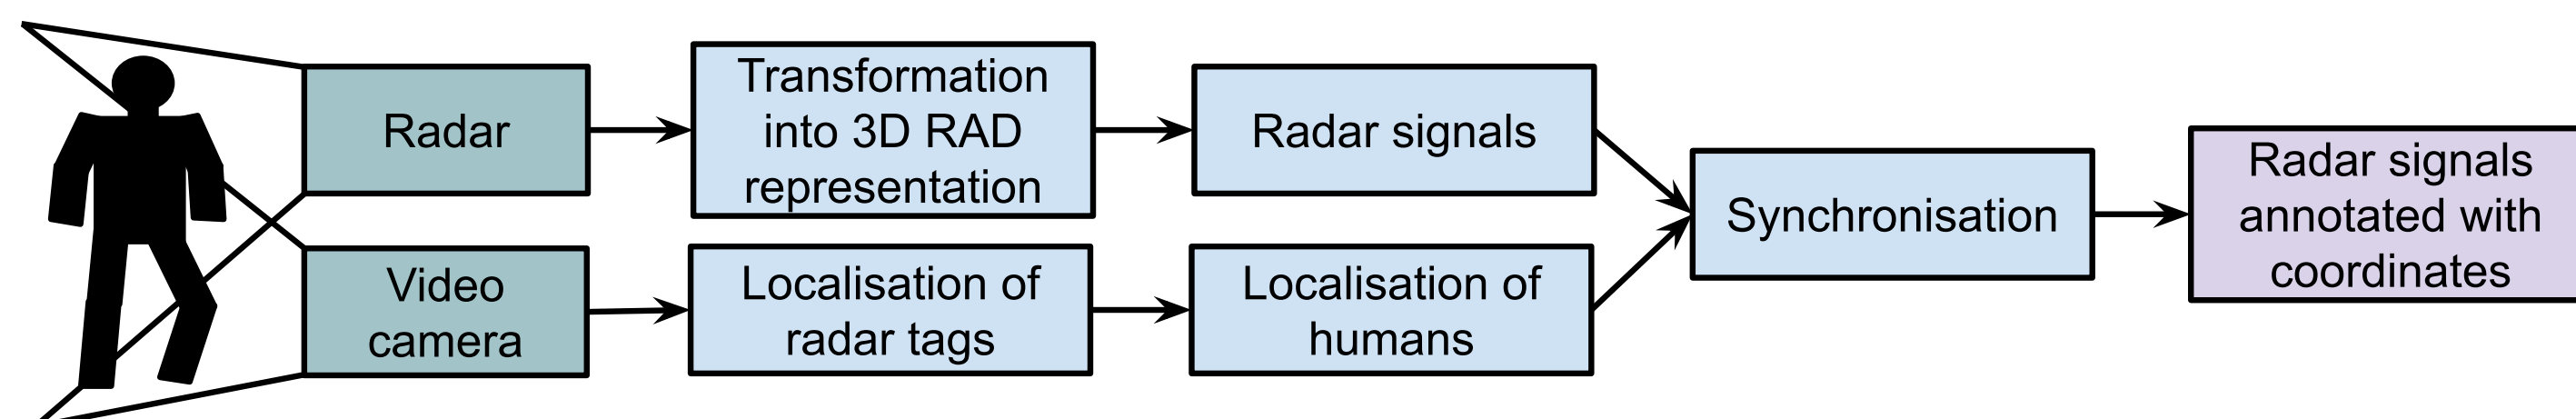 Radar
Transformation
into 3D RAD
representation
Radar signals
Video
camera
Localisation of
radar tags
Localisation of
humans
Synchronisation
Radar signals
annotated with
coordinates